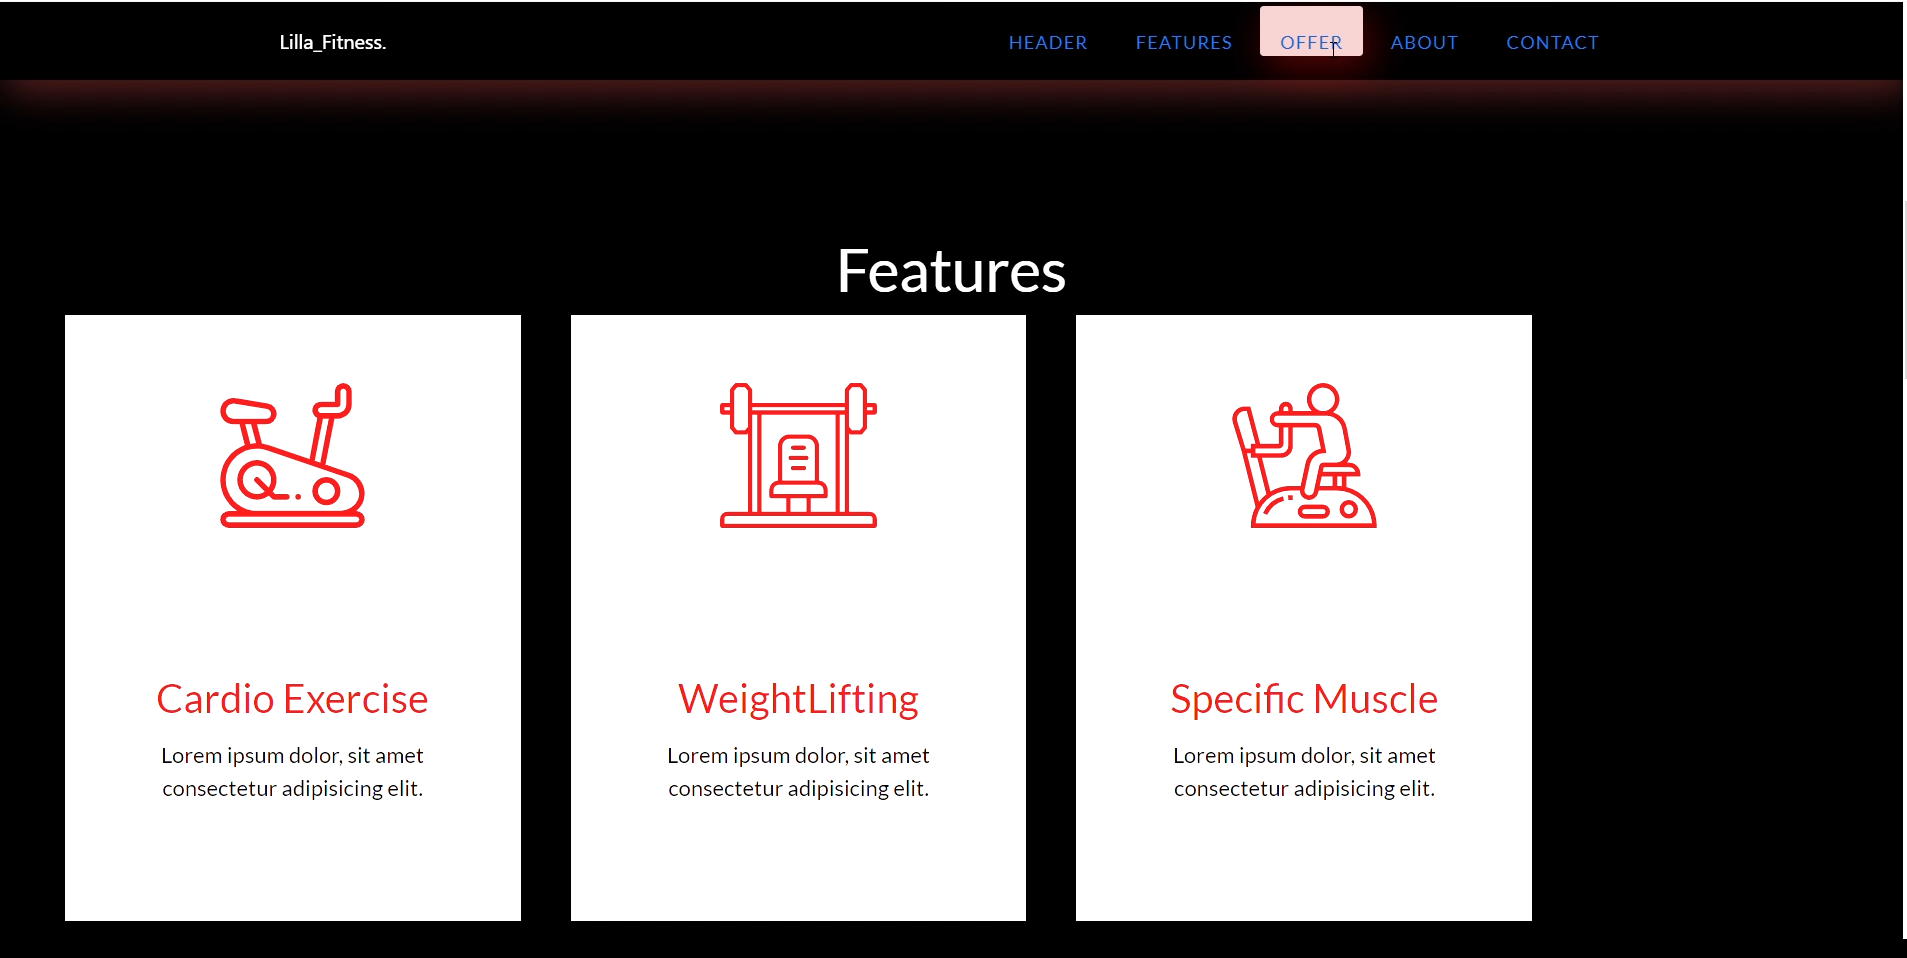 Lilla_Fitness.
HEADER FEATURES OFFER ABOUT CONTACT
Features
Cardio Exercise
Lorem ipsum dolor, sit amet
consectetur adipisicing elit.
WeightLifting
Lorem ipsum dolor, sit amet
consectetur adipisicing elit.
Specific Muscle
Lorem ipsum dolor, sit amet
consectetur adipisicing elit.